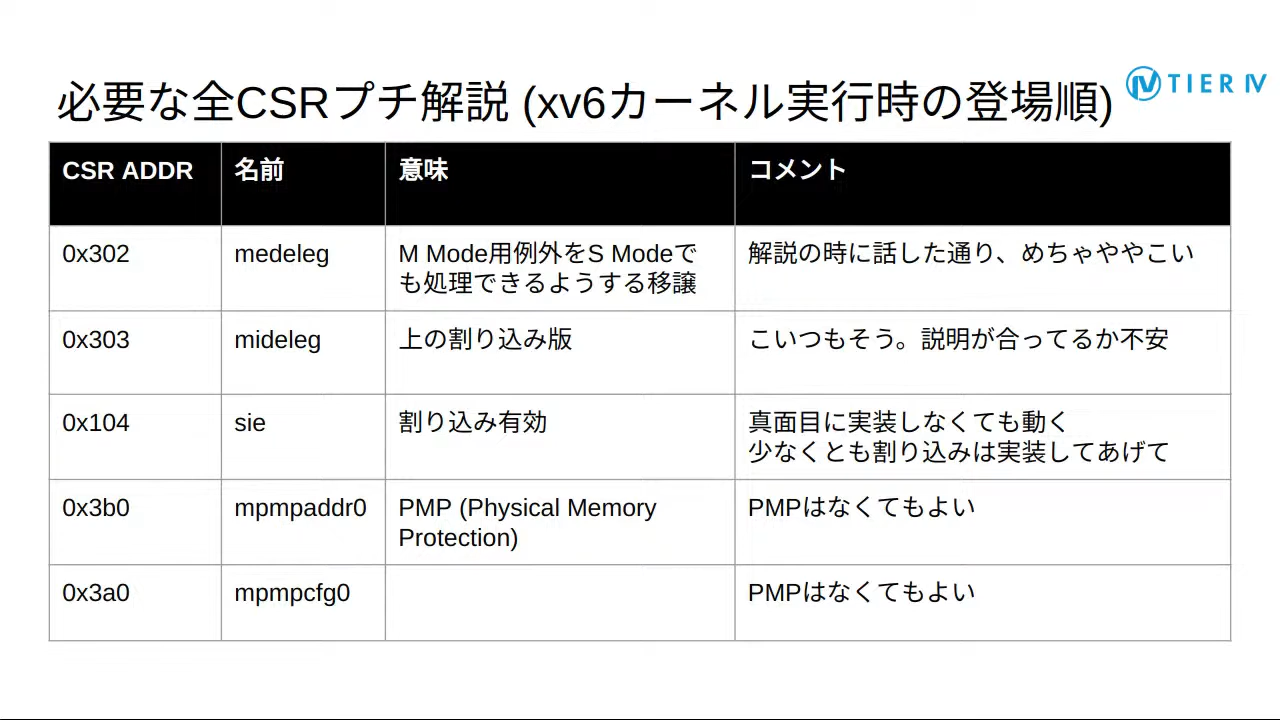 必要な全CSRプチ解説 (xv6カーネル実行時の登場順)
TIER IV
CSR ADDR 名前 意味 コメント
0x302 medeleg M Mode用例外をS Modeで 解説の時に話した通り、めちゃややこい
も処理できるようする移譲
0x303 mideleg 上の割り込み版 こいつもそう。説明が合ってるか不安
0x104 sie 割り込み有効 真面目に実装しなくても動く
少なくとも割り込みは実装してあげて
0x3b0 mpmpaddr0 PMP (Physical Memory PMPはなくてもよい
Protection)
0x3a0 mpmpcfg0 PMPはなくてもよい